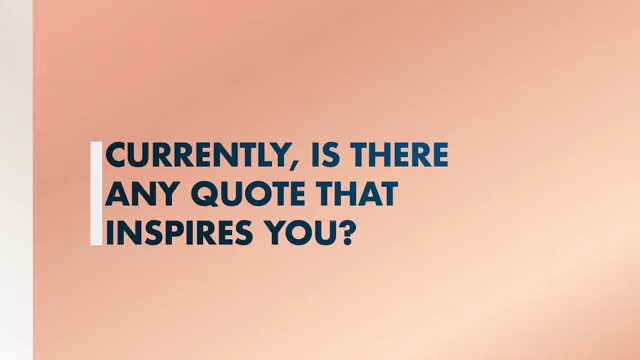 CURRENTLY, IS THERE
ANY QUOTE THAT
INSPIRES YOU?